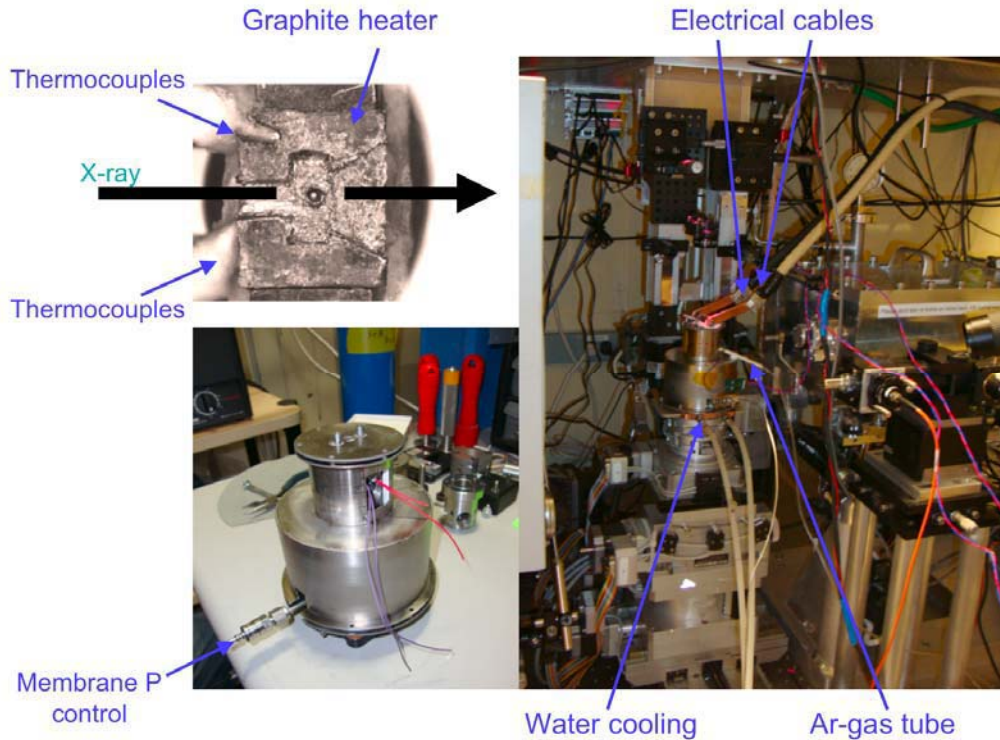 Graphite heater
Electrical cables
Thermocouples
X-ray
Thermocouples
Membrane P
control
Water cooling
Ar-gas tube